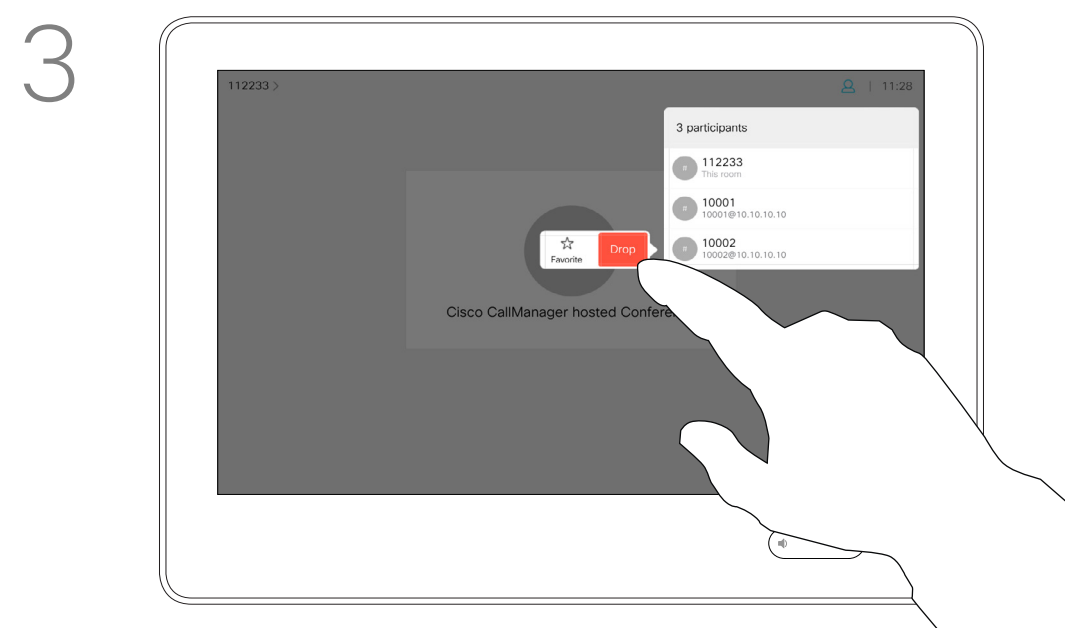 3
112233 >
11:28
3 participants
#
112233
This room
#
10001
10001@10.10.10.10
#
10002
10002@10.10.10.10
Favorite
Drop
Cisco CallManager hosted Confere